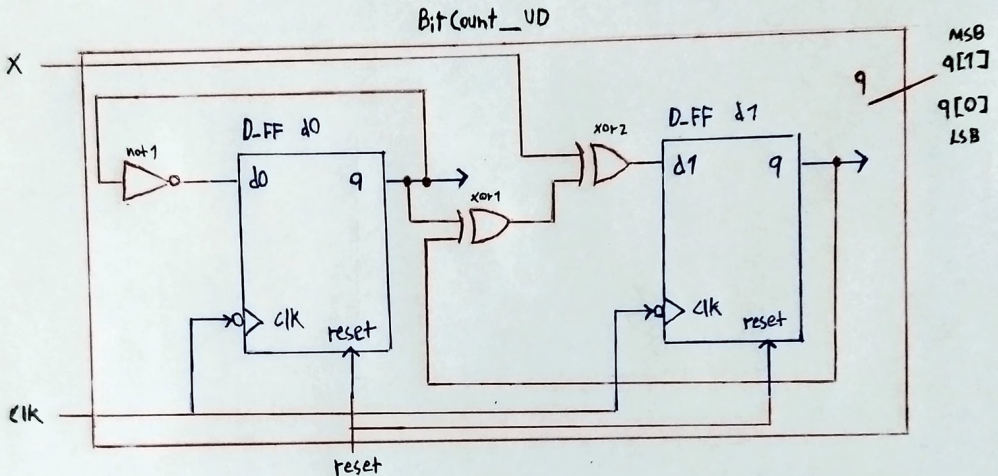 BitCount_UD
MSB
X
q[1]
q
q[0]
LSB
xor2
D_FF d0
D_FF d1
not1
d0
q
d1
q
xor1
clk
clk
reset
reset
clk
reset